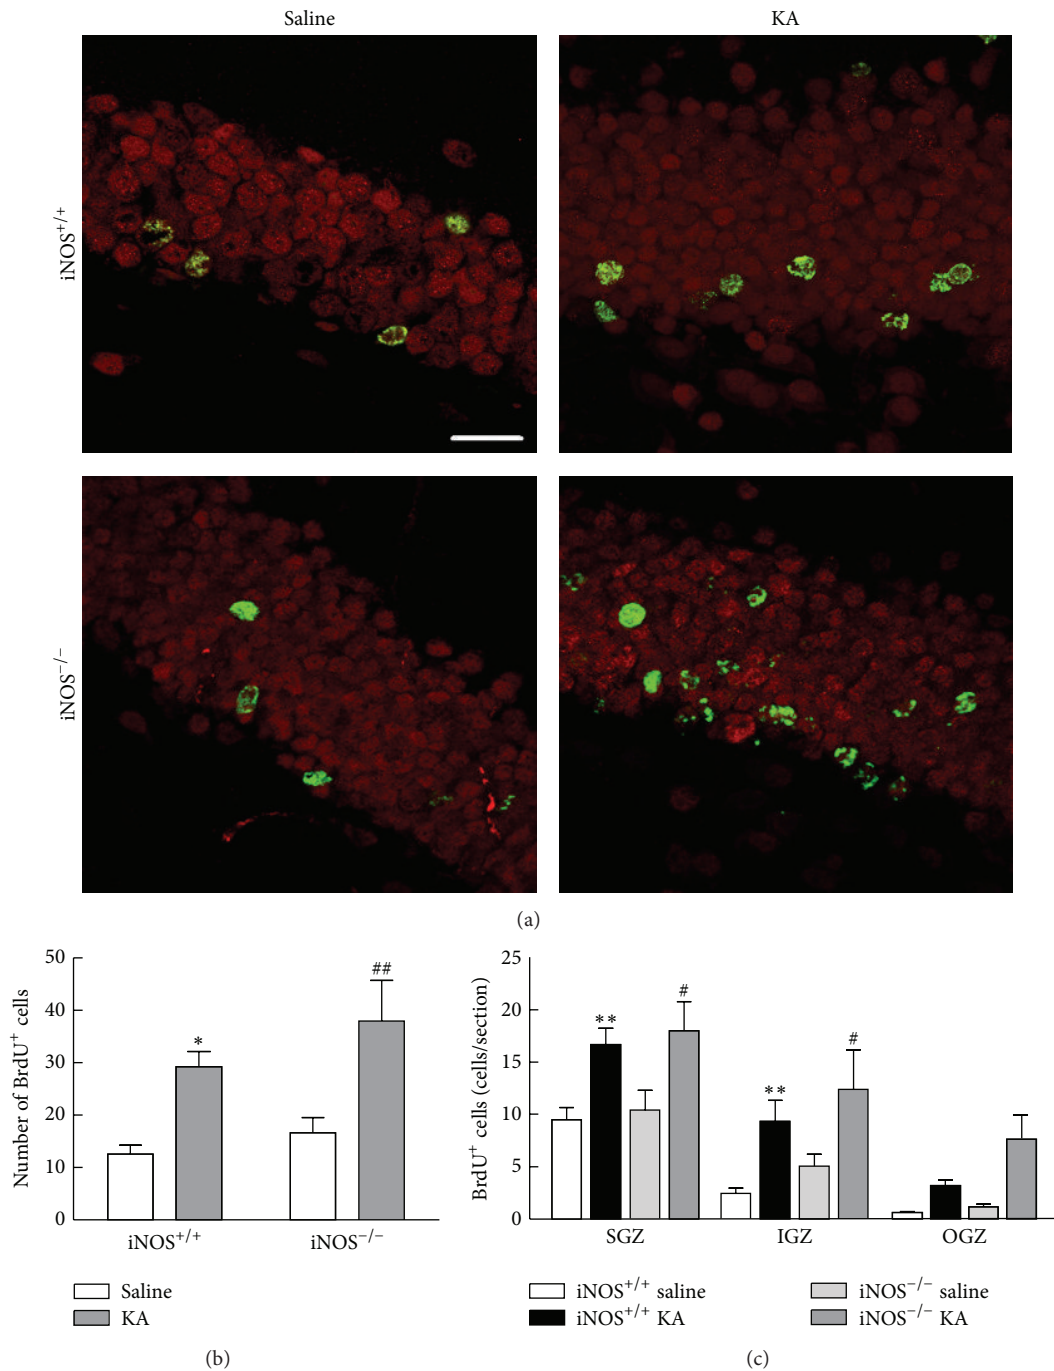 Saline
KA
iNOS+/+
iNOS−/−
(a)
Number of BrdU+ cells
50
40
30
20
10
0
*
##
iNOS+/+
iNOS−/−
Saline
KA
(b)
BrdU+ cells (cells/section)
25
20
15
10
5
0
**
#
**
#
SGZ
IGZ
OGZ
iNOS+/+ saline
iNOS+/+ KA
iNOS−/− saline
iNOS−/− KA
(c)